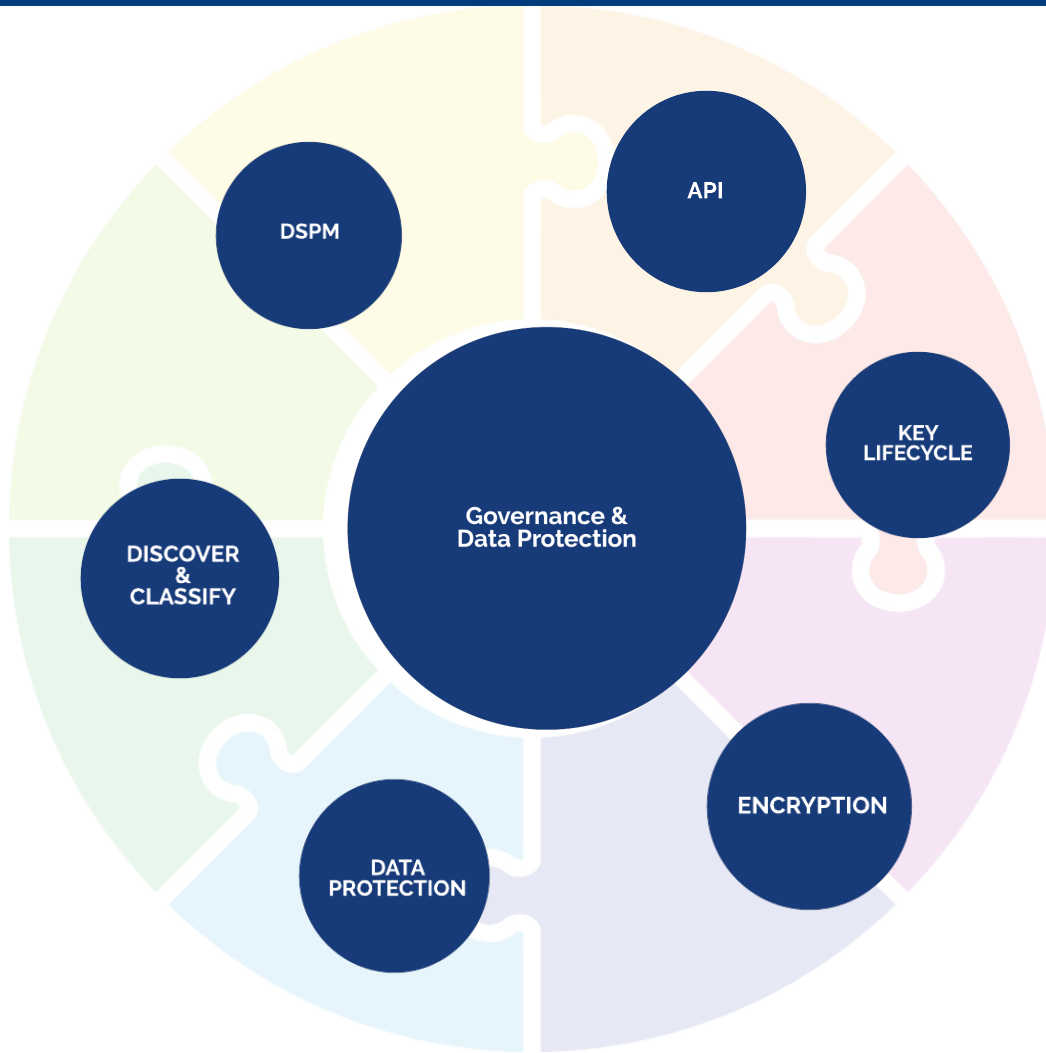 API
DSPM
KEY
LIFECYCLE
Governance &
Data Protection
DISCOVER
&
CLASSIFY
ENCRYPTION
DATA
PROTECTION